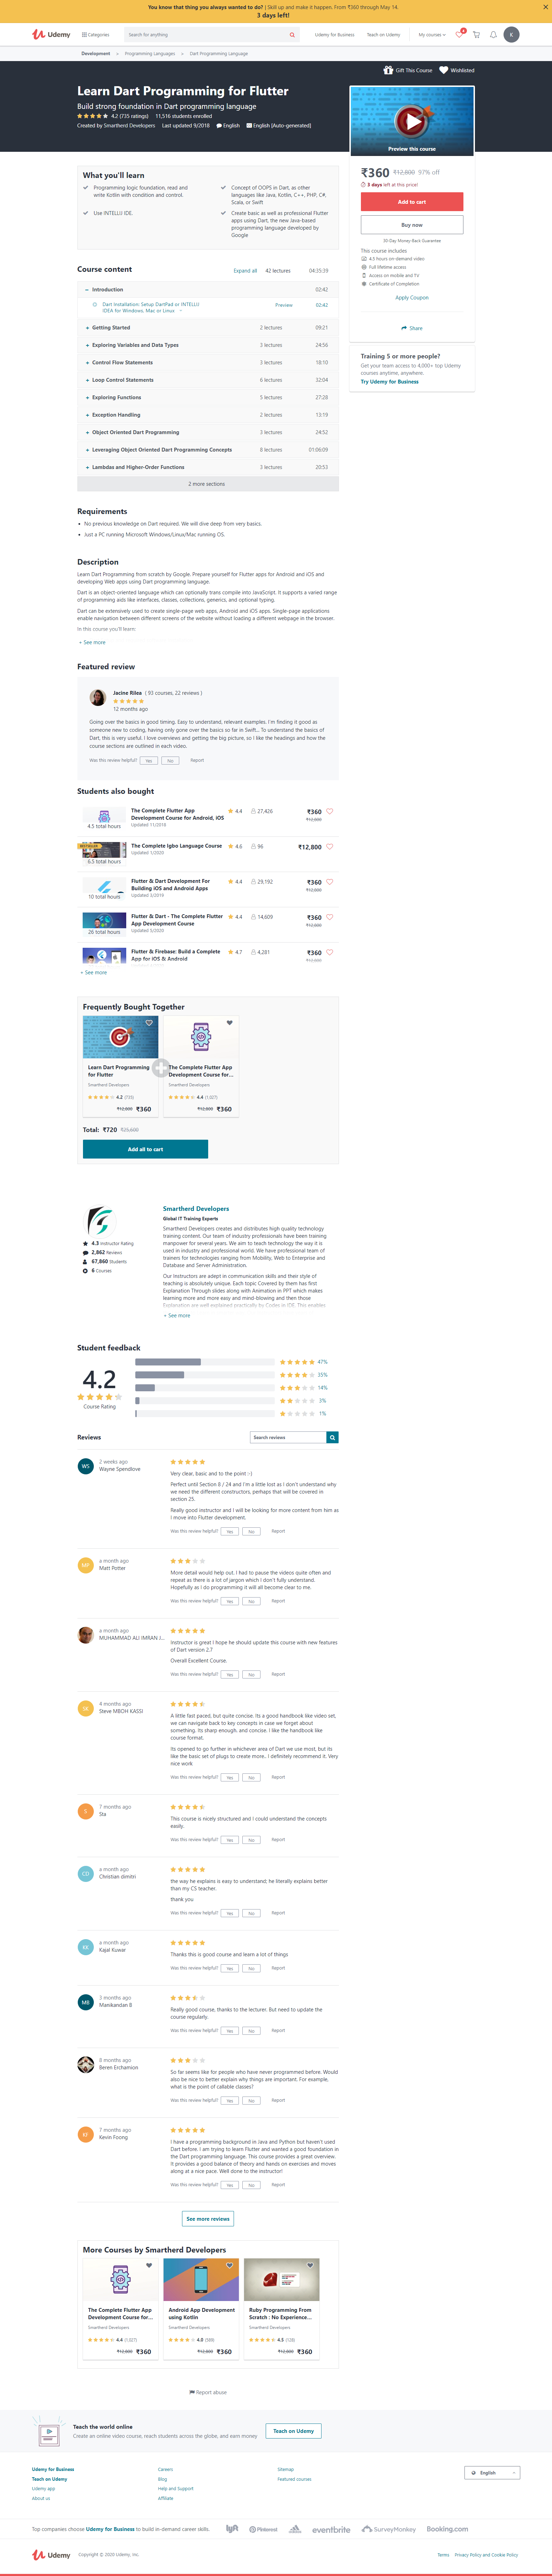 You know that thing you always wanted to do? | Skill up and make it happen. From ₹360 through May 14.
3 days left!
Udemy
Categories
Search for anything
Udemy for Business
Teach on Udemy
My courses
K
Development > Programming Languages > Dart Programming Language
Gift This Course
Wishlisted
Learn Dart Programming for Flutter
Build strong foundation in Dart programming language
4.2 (735 ratings) 11,516 students enrolled
Created by Smartherd Developers Last updated 9/2018 English English [Auto-generated]
Preview this course
₹360 ₹12,800 97% off
3 days left at this price!
Add to cart
Buy now
30-Day Money-Back Guarantee
This course includes
4.5 hours on-demand video
Full lifetime access
Access on mobile and TV
Certificate of Completion
Apply Coupon
Share
Training 5 or more people?
Get your team access to 4,000+ top Udemy
courses anytime, anywhere.
Try Udemy for Business
What you'll learn
Programming logic foundation, read and
write Kotlin with condition and control.
Use INTELLIJ IDE.
Concept of OOPS in Dart, as other
languages like Java, Kotlin, C++, PHP, C#,
Scala, or Swift
Create basic as well as professional Flutter
apps using Dart, the new Java-based
programming language developed by
Google
Course content
Expand all 42 lectures 04:35:39
Introduction 02:42
Dart Installation: Setup DartPad or INTELLIJ
IDEA for Windows, Mac or Linux
Preview 02:42
Getting Started 2 lectures 09:21
Exploring Variables and Data Types 3 lectures 24:56
Control Flow Statements 3 lectures 18:10
Loop Control Statements 6 lectures 32:04
Exploring Functions 5 lectures 27:28
Exception Handling 2 lectures 13:19
Object Oriented Dart Programming 3 lectures 24:52
Leveraging Object Oriented Dart Programming Concepts 8 lectures 01:06:09
Lambdas and Higher-Order Functions 3 lectures 20:53
2 more sections
Requirements
No previous knowledge on Dart required. We will dive deep from very basics.
Just a PC running Microsoft Windows/Linux/Mac running OS.
Description
Learn Dart Programming from scratch by Google. Prepare yourself for Flutter apps for Android and iOS and
developing Web apps using Dart programming language.
Dart is an object-oriented language which can optionally trans compile into JavaScript. It supports a varied range
of programming aids like interfaces, classes, collections, generics, and optional typing.
Dart can be extensively used to create single-page web apps, Android and iOS apps. Single-page applications
enable navigation between different screens of the website without loading a different webpage in the browser.
In this course you'll learn:
+ See more
Featured review
Jacine Rilea ( 93 courses, 22 reviews )
12 months ago
Going over the basics in good timing. Easy to understand, relevant examples. I'm finding it good as
someone new to coding, having only gone over the basics so far in Swift... To understand the basics of
Dart, this is very useful. I love overviews and getting the big picture, so I like the headings and how the
course sections are outlined in each video.
Was this review helpful? Yes No Report
Students also bought
The Complete Flutter App
Development Course for Android, iOS
Updated 11/2018
4.5 total hours
4.4 27,426 ₹360
₹12,800
The Complete Igbo Language Course
Updated 1/2020
6.5 total hours
4.6 96 ₹12,800
Flutter & Dart Development For
Building iOS and Android Apps
Updated 3/2019
10 total hours
4.4 29,192 ₹360
₹12,800
Flutter & Dart - The Complete Flutter
App Development Course
Updated 5/2020
26 total hours
4.4 14,609 ₹360
₹12,800
Flutter & Firebase: Build a Complete
App for iOS & Android
4.7 4,281 ₹360
₹12,800
+ See more
Frequently Bought Together
Learn Dart Programming
for Flutter
Smartherd Developers
4.2 (735)
₹12,800 ₹360
The Complete Flutter App
Development Course for...
Smartherd Developers
4.4 (1,027)
₹12,800 ₹360
Total: ₹720 ₹25,600
Add all to cart
4.3 Instructor Rating
2,862 Reviews
67,860 Students
6 Courses
Smartherd Developers
Global IT Training Experts
Smartherd Developers creates and distributes high quality technology
training content. Our team of industry professionals have been training
manpower for several years. We aim to teach technology the way it is
used in industry and professional world. We have professional team of
trainers for technologies ranging from Mobility, Web to Enterprise and
Database and Server Administration.
Our Instructors are adept in communication skills and their style of
teaching is absolutely unique. Each topic Covered by them has first
Explanation Through slides along with Animation in PPT which makes
learning more and more easy and mind-blowing and then those
Explanation are well explained practically by Codes in IDE. This enables
+ See more
Student feedback
4.2
Course Rating
47%
35%
14%
3%
1%
Reviews
Search reviews
WS
2 weeks ago
Wayne Spendlove
Very clear, basic and to the point :-)
Perfect until Section 8 / 24 and I'm a little lost as I don't understand why
we need the different constructors; perhaps that will be covered in
section 25.
Really good instructor and I will be looking for more content from him as
I move into Flutter development.
Was this review helpful? Yes No Report
MP
a month ago
Matt Potter
More detail would help out. I had to pause the videos quite often and
repeat as there is a lot of jargon which I don't fully understand.
Hopefully as I do programming it will all become clear to me.
Was this review helpful? Yes No Report
a month ago
MUHAMMAD ALI IMRAN J...
Instructor is great I hope he should update this course with new features
of Dart version 2.7
Overall Excellent Course.
Was this review helpful? Yes No Report
4 months ago
Steve MBOH KASSI
A little fast paced, but quite concise. Its a good handbook like video set,
we can navigate back to key concepts in case we forget about
something. its sharp enough. and concise. I like the handbook like
course format.
Its opened to go further in whichever area of Dart we use most, but its
like the basic set of plugs to create more.. I definitely recommend it. Very
nice work
Was this review helpful? Yes No Report
S
7 months ago
Sta
This course is nicely structured and I could understand the concepts
easily.
Was this review helpful? Yes No Report
CD
a month ago
Christian dimitri
the way he explains is easy to understand; he literally explains better
than my CS teacher.
thank you.
Was this review helpful? Yes No Report
KK
a month ago
Kajal Kuwar
Thanks this is good course and learn a lot of things
Was this review helpful? Yes No Report
MB
3 months ago
Manikandan B
Really good course, thanks to the lecturer. But need to update the
course regularly.
Was this review helpful? Yes No Report
8 months ago
Beren Erchamion
So far seems like for people who have never programmed before. Would
also be nice to better explain why things are important. For example,
what is the point of callable classes?
Was this review helpful? Yes No Report
KF
7 months ago
Kevin Foong
I have a programming background in Java and Python but haven't used
Dart before. I am trying to learn Flutter and wanted a good foundation in
the Dart programming language. This course provides a great overview.
It provides a good balance of theory and hands on exercises and moves
along at a nice pace. Well done to the instructor!
Was this review helpful? Yes No Report
See more reviews
More Courses by Smartherd Developers
The Complete Flutter App
Development Course for...
Smartherd Developers
4.4 (1,027)
₹12,800 ₹360
Android App Development
using Kotlin
Smartherd Developers
4.0 (589)
₹12,800 ₹360
Ruby Programming From
Scratch : No Experience...
Smartherd Developers
4.5 (128)
₹12,800 ₹360
Report abuse
Teach the world online
Create an online video course, reach students across the globe, and earn money
Teach on Udemy
Udemy for Business
Teach on Udemy
Udemy app
About us
Careers
Blog
Help and Support
Affiliate
Sitemap
Featured courses
English
Top companies choose Udemy for Business to build in-demand career skills.
lyft
Pinterest
adidas
eventbrite
SurveyMonkey
Booking.com
Udemy
Copyright © 2020 Udemy, Inc.
Terms Privacy Policy and Cookie Policy